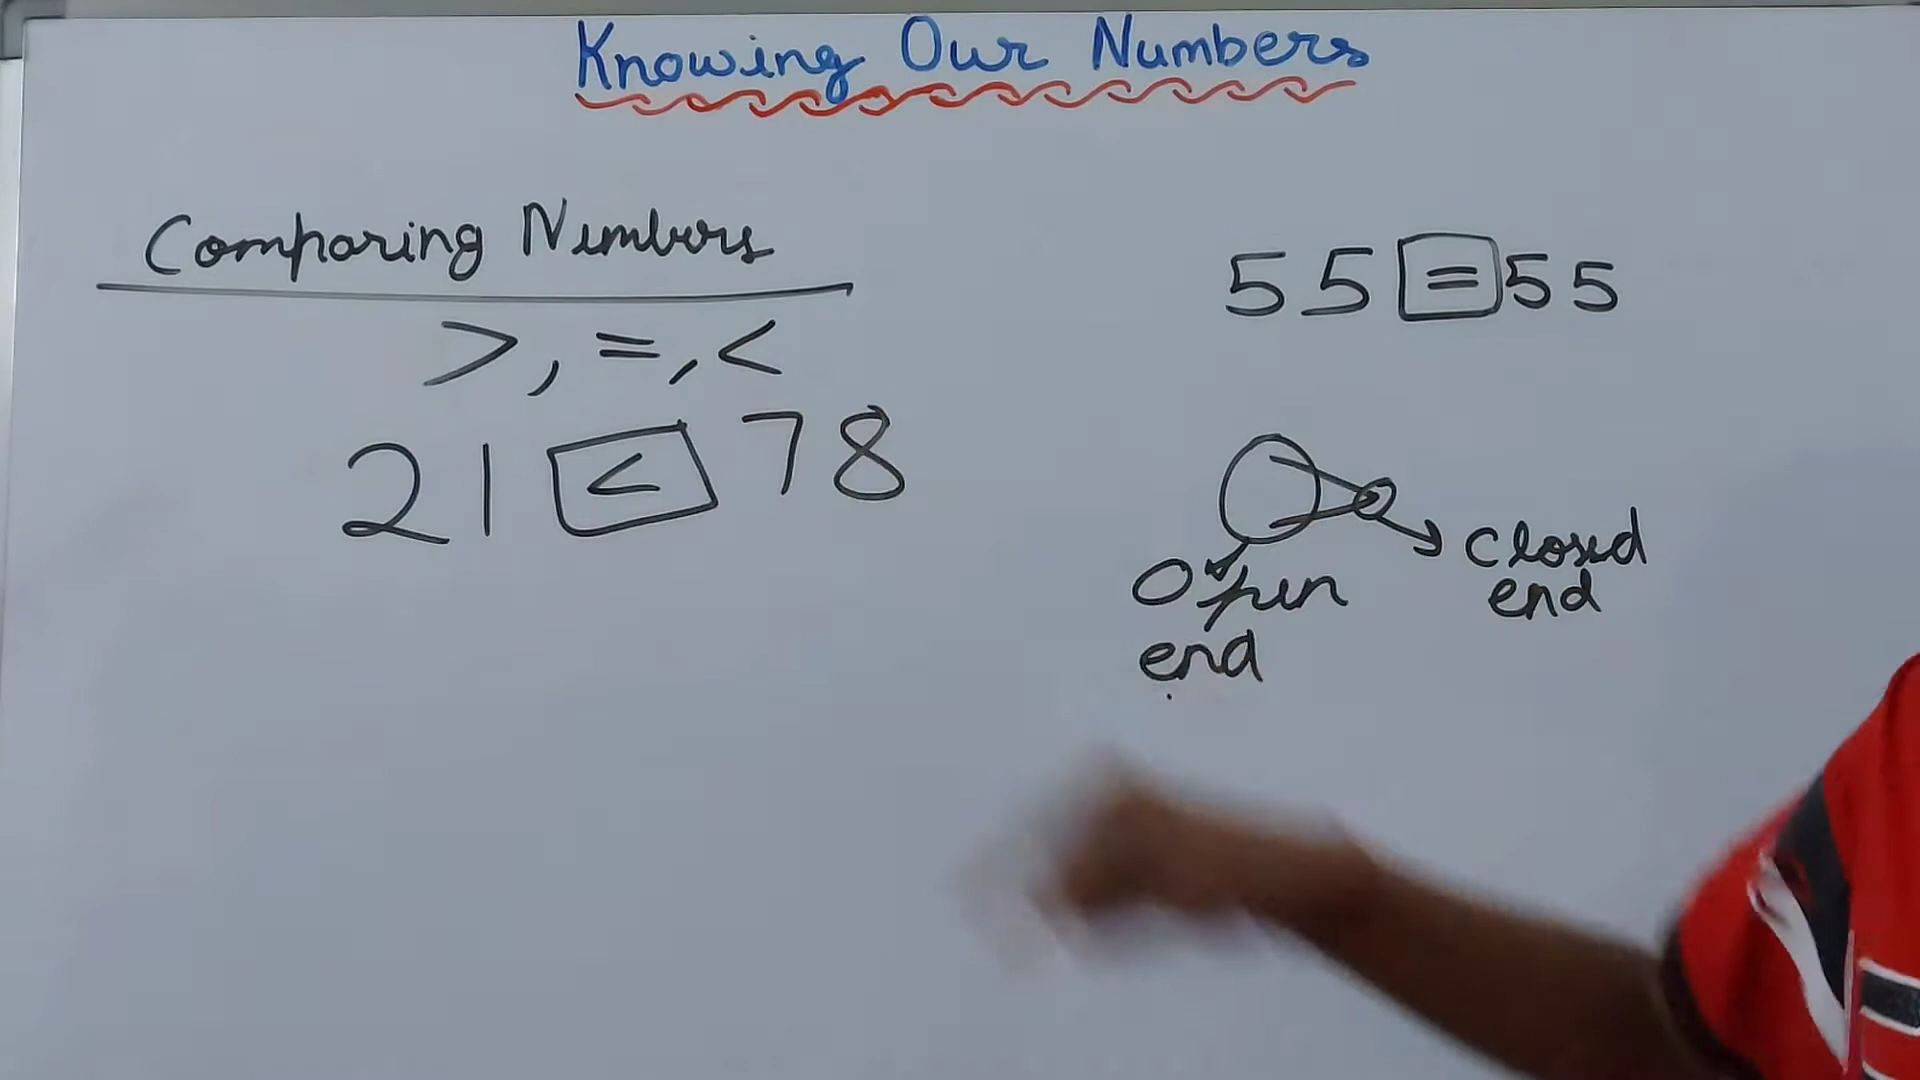 Knowing Our Numbers
Comparing Numbers
>, =, <
21 < 78
55 = 55
Open
end
closed
end